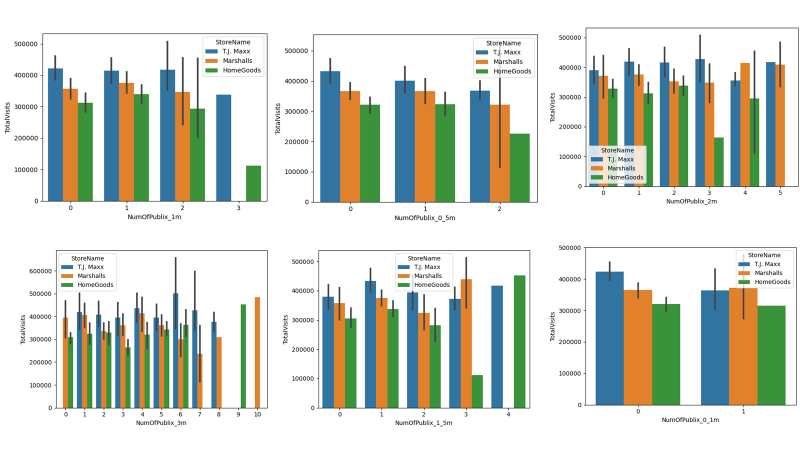 StoreName
T.J. Maxx
Marshalls
HomeGoods
500000
400000
300000
200000
100000
0
TotalVisits
0 1 2 3
NumOfPublix_1m
StoreName
T.J. Maxx
Marshalls
HomeGoods
500000
400000
300000
200000
100000
0
TotalVisits
0 1 2
NumOfPublix_0_5m
500000
400000
300000
200000
100000
0
TotalVisits
StoreName
T.J. Maxx
Marshalls
HomeGoods
0 1 2 3 4 5
NumOfPublix_2m
StoreName
T.J. Maxx
Marshalls
HomeGoods
600000
500000
400000
300000
200000
100000
0
TotalVisits
0 1 2 3 4 5 6 7 8 9 10
NumOfPublix_3m
StoreName
T.J. Maxx
Marshalls
HomeGoods
500000
400000
300000
200000
100000
0
TotalVisits
0 1 2 3 4
NumOfPublix_1_5m
StoreName
T.J. Maxx
Marshalls
HomeGoods
500000
400000
300000
200000
100000
0
TotalVisits
0 1
NumOfPublix_0_1m